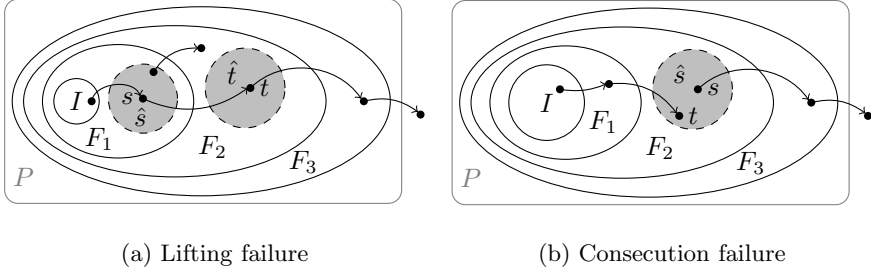 I
s
ŝ
t̂
t
F₁
F₂
F₃
P
I
ŝ
s
t
F₁
F₂
F₃
P
(a) Lifting failure
(b) Consecution failure